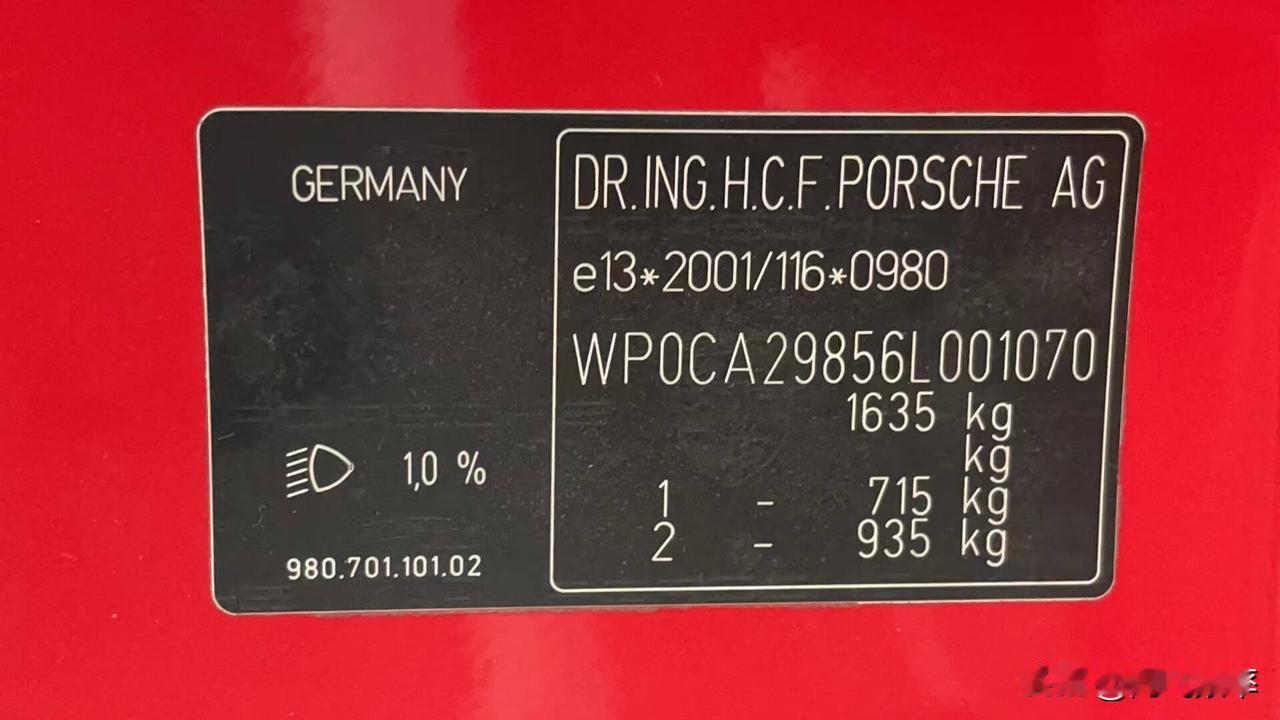 GERMANY
1,0 %
980.701.101.02
DR.ING.H.C.F.PORSCHE AG
e13*2001/116*0980
WP0CA29856L001070
1635 kg
kg
1 - 715 kg
2 - 935 kg